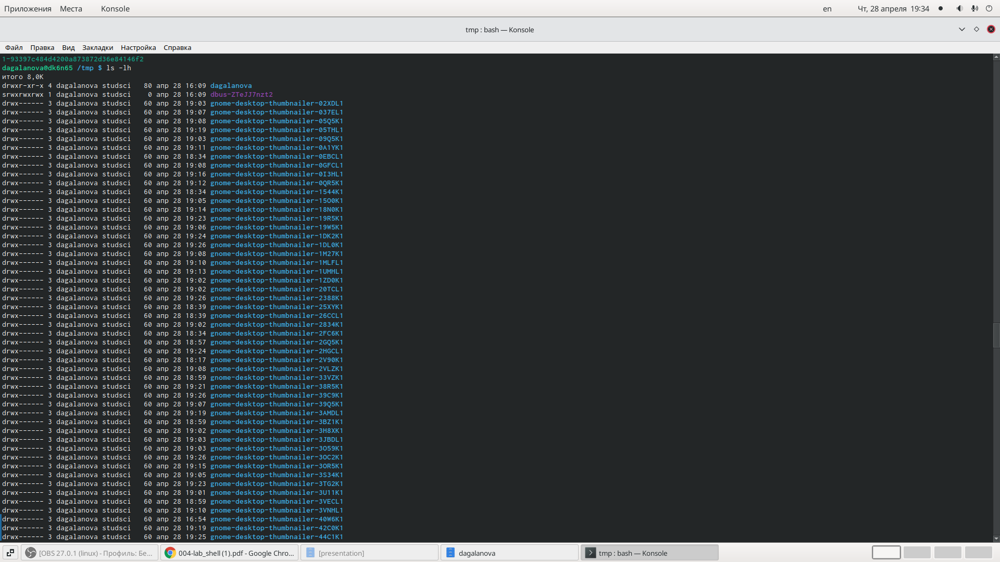 Приложения Места Konsole en Чт, 28 апреля 19:34
tmp : bash — Konsole
Файл Правка Вид Закладки Настройка Справка
1-93397c484d4200a873872d36e84146f2
dagalanova@dk6n65 /tmp $ ls -lh
итого 8,0K
drwxr-xr-x 4 dagalanova studsci 80 апр 28 16:09 dagalanova
srwxrwxrwx 1 dagalanova studsci 0 апр 28 16:09 dbus-ZTeJJ7nzt2
drwx------ 3 dagalanova studsci 60 апр 28 19:03 gnome-desktop-thumbnailer-02XDL1
drwx------ 3 dagalanova studsci 60 апр 28 19:07 gnome-desktop-thumbnailer-037EL1
drwx------ 3 dagalanova studsci 60 апр 28 19:08 gnome-desktop-thumbnailer-05Q5K1
drwx------ 3 dagalanova studsci 60 апр 28 19:19 gnome-desktop-thumbnailer-05THL1
drwx------ 3 dagalanova studsci 60 апр 28 19:03 gnome-desktop-thumbnailer-09Q5K1
drwx------ 3 dagalanova studsci 60 апр 28 19:11 gnome-desktop-thumbnailer-0A1YK1
drwx------ 3 dagalanova studsci 60 апр 28 18:34 gnome-desktop-thumbnailer-0EBCL1
drwx------ 3 dagalanova studsci 60 апр 28 19:08 gnome-desktop-thumbnailer-0GFCL1
drwx------ 3 dagalanova studsci 60 апр 28 19:16 gnome-desktop-thumbnailer-0I3HL1
drwx------ 3 dagalanova studsci 60 апр 28 19:12 gnome-desktop-thumbnailer-0QR5K1
drwx------ 3 dagalanova studsci 60 апр 28 18:34 gnome-desktop-thumbnailer-1544K1
drwx------ 3 dagalanova studsci 60 апр 28 19:05 gnome-desktop-thumbnailer-15O0K1
drwx------ 3 dagalanova studsci 60 апр 28 19:14 gnome-desktop-thumbnailer-18N0K1
drwx------ 3 dagalanova studsci 60 апр 28 19:23 gnome-desktop-thumbnailer-19R5K1
drwx------ 3 dagalanova studsci 60 апр 28 19:06 gnome-desktop-thumbnailer-19W5K1
drwx------ 3 dagalanova studsci 60 апр 28 19:24 gnome-desktop-thumbnailer-1DK2K1
drwx------ 3 dagalanova studsci 60 апр 28 19:26 gnome-desktop-thumbnailer-1DL0K1
drwx------ 3 dagalanova studsci 60 апр 28 19:08 gnome-desktop-thumbnailer-1M27K1
drwx------ 3 dagalanova studsci 60 апр 28 19:10 gnome-desktop-thumbnailer-1MLFL1
drwx------ 3 dagalanova studsci 60 апр 28 19:13 gnome-desktop-thumbnailer-1UMHL1
drwx------ 3 dagalanova studsci 60 апр 28 19:02 gnome-desktop-thumbnailer-1ZD0K1
drwx------ 3 dagalanova studsci 60 апр 28 19:02 gnome-desktop-thumbnailer-20TCL1
drwx------ 3 dagalanova studsci 60 апр 28 19:26 gnome-desktop-thumbnailer-2388K1
drwx------ 3 dagalanova studsci 60 апр 28 18:39 gnome-desktop-thumbnailer-25XYK1
drwx------ 3 dagalanova studsci 60 апр 28 18:39 gnome-desktop-thumbnailer-26CCL1
drwx------ 3 dagalanova studsci 60 апр 28 19:02 gnome-desktop-thumbnailer-2834K1
drwx------ 3 dagalanova studsci 60 апр 28 18:34 gnome-desktop-thumbnailer-2FC6K1
drwx------ 3 dagalanova studsci 60 апр 28 18:57 gnome-desktop-thumbnailer-2GQ5K1
drwx------ 3 dagalanova studsci 60 апр 28 19:24 gnome-desktop-thumbnailer-2HGCL1
drwx------ 3 dagalanova studsci 60 апр 28 18:17 gnome-desktop-thumbnailer-2V90K1
drwx------ 3 dagalanova studsci 60 апр 28 19:08 gnome-desktop-thumbnailer-2VLZK1
drwx------ 3 dagalanova studsci 60 апр 28 18:59 gnome-desktop-thumbnailer-33VZK1
drwx------ 3 dagalanova studsci 60 апр 28 19:21 gnome-desktop-thumbnailer-38R5K1
drwx------ 3 dagalanova studsci 60 апр 28 19:26 gnome-desktop-thumbnailer-39C9K1
drwx------ 3 dagalanova studsci 60 апр 28 19:07 gnome-desktop-thumbnailer-39Q5K1
drwx------ 3 dagalanova studsci 60 апр 28 19:19 gnome-desktop-thumbnailer-3AMDL1
drwx------ 3 dagalanova studsci 60 апр 28 18:59 gnome-desktop-thumbnailer-3BZ1K1
drwx------ 3 dagalanova studsci 60 апр 28 19:02 gnome-desktop-thumbnailer-3H8XK1
drwx------ 3 dagalanova studsci 60 апр 28 19:03 gnome-desktop-thumbnailer-3JBDL1
drwx------ 3 dagalanova studsci 60 апр 28 19:03 gnome-desktop-thumbnailer-3O59K1
drwx------ 3 dagalanova studsci 60 апр 28 19:26 gnome-desktop-thumbnailer-3OC2K1
drwx------ 3 dagalanova studsci 60 апр 28 19:15 gnome-desktop-thumbnailer-3OR5K1
drwx------ 3 dagalanova studsci 60 апр 28 19:05 gnome-desktop-thumbnailer-3S34K1
drwx------ 3 dagalanova studsci 60 апр 28 19:23 gnome-desktop-thumbnailer-3TG2K1
drwx------ 3 dagalanova studsci 60 апр 28 19:01 gnome-desktop-thumbnailer-3U11K1
drwx------ 3 dagalanova studsci 60 апр 28 18:59 gnome-desktop-thumbnailer-3VECL1
drwx------ 3 dagalanova studsci 60 апр 28 19:10 gnome-desktop-thumbnailer-3VNHL1
drwx------ 3 dagalanova studsci 60 апр 28 16:54 gnome-desktop-thumbnailer-40W6K1
drwx------ 3 dagalanova studsci 60 апр 28 19:19 gnome-desktop-thumbnailer-42C0K1
drwx------ 3 dagalanova studsci 60 апр 28 19:25 gnome-desktop-thumbnailer-44C1K1
[OBS 27.0.1 (linux) - Профиль: Бе... 004-lab_shell (1).pdf - Google Chro... [presentation] dagalanova tmp : bash — Konsole